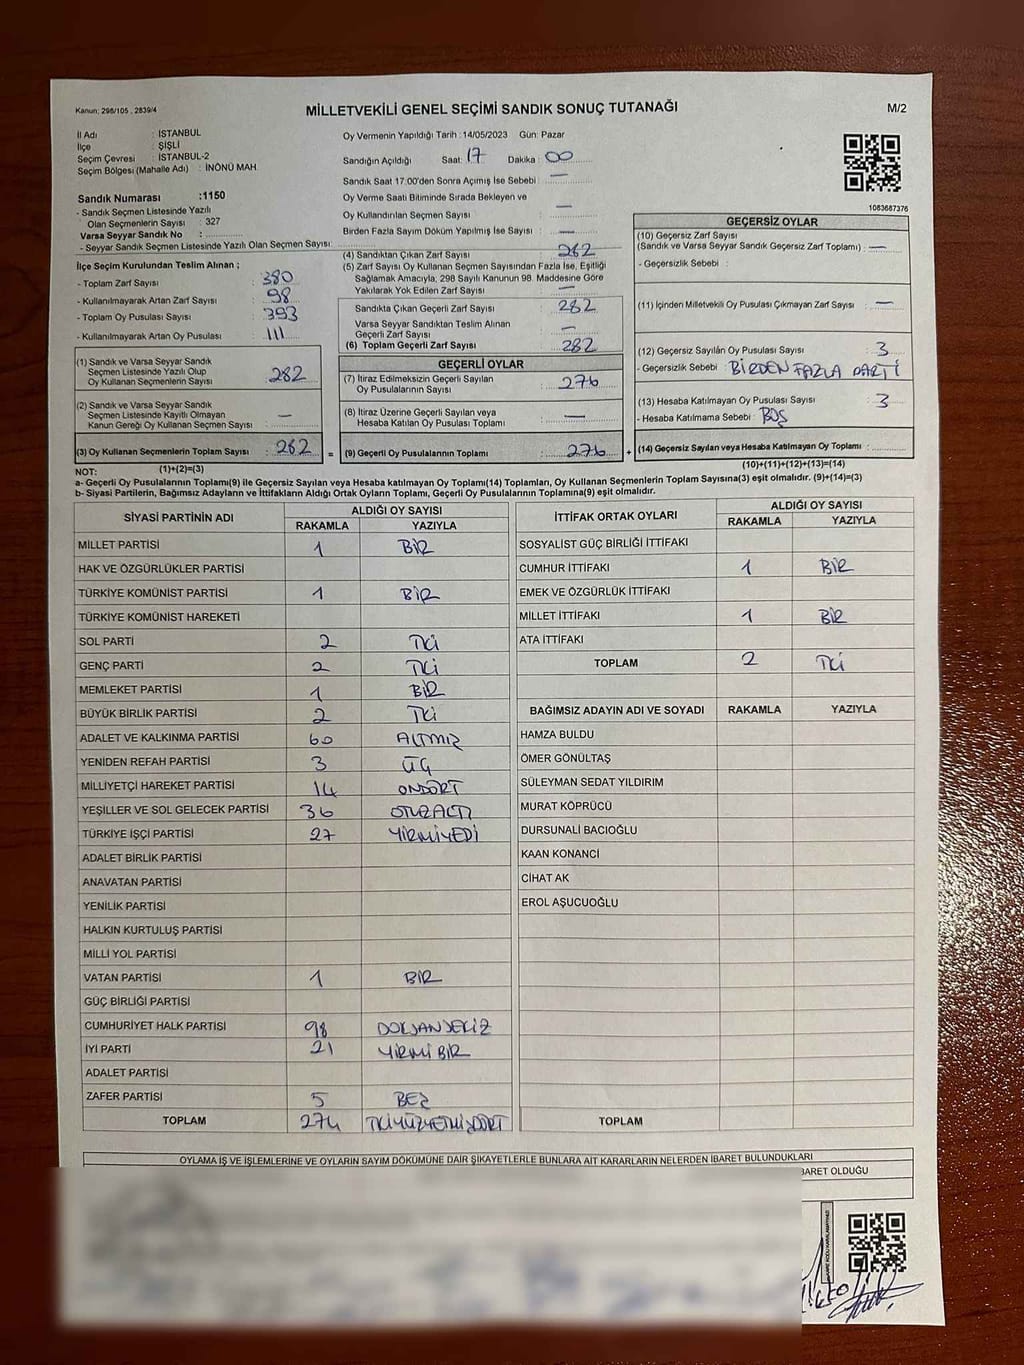 Kanun: 298/105 , 2839/4
MİLLETVEKİLİ GENEL SEÇİMİ SANDIK SONUÇ TUTANAĞI
M/2
İl Adı : İSTANBUL
İlçe : ŞİŞLİ
Seçim Çevresi : İSTANBUL-2
Seçim Bölgesi (Mahalle Adı) : İNÖNÜ MAH
Sandık Numarası :1150
- Sandık Seçmen Listesinde Yazılı
Olan Seçmenlerin Sayısı : 327
Varsa Seyyar Sandık No :
- Seyyar Sandık Seçmen Listesinde Yazılı Olan Seçmen Sayısı:
İlçe Seçim Kurulundan Teslim Alınan ;
- Toplam Zarf Sayısı : 380
- Kullanılmayarak Artan Zarf Sayısı : 98
- Toplam Oy Pusulası Sayısı : 393
- Kullanılmayarak Artan Oy Pusulası : 111
(1) Sandık ve Varsa Seyyar Sandık
Seçmen Listesinde Yazılı Olup
Oy Kullanan Seçmenlerin Sayısı : 282
(2) Sandık ve Varsa Seyyar Sandık
Seçmen Listesinde Kayıtlı Olmayan
Kanun Gereği Oy Kullanan Seçmen Sayısı: —
(3) Oy Kullanan Seçmenlerin Toplam Sayısı : 282 =
Oy Vermenin Yapıldığı Tarih :14/05/2023 Gün: Pazar
Sandığın Açıldığı Saat: 17 Dakika : 00
Sandık Saat 17.00'den Sonra Açılmış İse Sebebi : —
Oy Verme Saati Bitiminde Sırada Bekleyen ve
Oy Kullandırılan Seçmen Sayısı : —
Birden Fazla Sayım Döküm Yapılmış İse Sayısı : —
(4) Sandıktan Çıkan Zarf Sayısı : 282
(5) Zarf Sayısı Oy Kullanan Seçmen Sayısından Fazla İse, Eşitliği
Sağlamak Amacıyla, 298 Sayılı Kanunun 98. Maddesine Göre
Yakılarak Yok Edilen Zarf Sayısı : —
Sandıkta Çıkan Geçerli Zarf Sayısı : 282
Varsa Seyyar Sandıktan Teslim Alınan
Geçerli Zarf Sayısı : —
(6) Toplam Geçerli Zarf Sayısı : 282
GEÇERLİ OYLAR
(7) İtiraz Edilmeksizin Geçerli Sayılan
Oy Pusulalarının Sayısı : 276
(8) İtiraz Üzerine Geçerli Sayılan veya
Hesaba Katılan Oy Pusulası Toplamı : —
(9) Geçerli Oy Pusulalarının Toplamı : 276 +
1083687376
GEÇERSİZ OYLAR
(10) Geçersiz Zarf Sayısı
(Sandık ve Varsa Seyyar Sandık Geçersiz Zarf Toplamı) : —
- Geçersizlik Sebebi :
(11) İçinden Milletvekili Oy Pusulası Çıkmayan Zarf Sayısı : —
(12) Geçersiz Sayılan Oy Pusulası Sayısı : 3
- Geçersizlik Sebebi : BİRDEN FAZLA PARTİ
(13) Hesaba Katılmayan Oy Pusulası Sayısı : 3
- Hesaba Katılmama Sebebi : BOŞ
(14) Geçersiz Sayılan veya Hesaba Katılmayan Oy Toplamı :
NOT: (1)+(2)=(3) (10)+(11)+(12)+(13)=(14)
a- Geçerli Oy Pusulalarının Toplamı(9) ile Geçersiz Sayılan veya Hesaba katılmayan Oy Toplamı(14) Toplamları, Oy Kullanan Seçmenlerin Toplam Sayısına(3) eşit olmalıdır. (9)+(14)=(3)
b- Siyasi Partilerin, Bağımsız Adayların ve İttifakların Aldığı Ortak Oyların Toplamı, Geçerli Oy Pusulalarının Toplamına(9) eşit olmalıdır.
SİYASİ PARTİNİN ADI ALDIĞI OY SAYISI
RAKAMLA YAZIYLA
MİLLET PARTİSİ 1 BİR
HAK VE ÖZGÜRLÜKLER PARTİSİ
TÜRKİYE KOMÜNİST PARTİSİ 1 BİR
TÜRKİYE KOMÜNİST HAREKETİ
SOL PARTİ 2 İKİ
GENÇ PARTİ 2 İKİ
MEMLEKET PARTİSİ 1 BİR
BÜYÜK BİRLİK PARTİSİ 2 İKİ
ADALET VE KALKINMA PARTİSİ 60 ALTMIŞ
YENİDEN REFAH PARTİSİ 3 ÜÇ
MİLLİYETÇİ HAREKET PARTİSİ 14 ONDÖRT
YEŞİLLER VE SOL GELECEK PARTİSİ 36 OTUZALTI
TÜRKİYE İŞÇİ PARTİSİ 27 YİRMİYEDİ
ADALET BİRLİK PARTİSİ
ANAVATAN PARTİSİ
YENİLİK PARTİSİ
HALKIN KURTULUŞ PARTİSİ
MİLLİ YOL PARTİSİ
VATAN PARTİSİ 1 BİR
GÜÇ BİRLİĞİ PARTİSİ
CUMHURİYET HALK PARTİSİ 98 DOKSANSEKİZ
İYİ PARTİ 21 YİRMİ BİR
ADALET PARTİSİ
ZAFER PARTİSİ 5 BEŞ
TOPLAM 274 İKİYÜZYETMİŞDÖRT
İTTİFAK ORTAK OYLARI ALDIĞI OY SAYISI
RAKAMLA YAZIYLA
SOSYALİST GÜÇ BİRLİĞİ İTTİFAKI
CUMHUR İTTİFAKI 1 BİR
EMEK VE ÖZGÜRLÜK İTTİFAKI
MİLLET İTTİFAKI 1 BİR
ATA İTTİFAKI
TOPLAM 2 İKİ
BAĞIMSIZ ADAYIN ADI VE SOYADI RAKAMLA YAZIYLA
HAMZA BULDU
ÖMER GÖNÜLTAŞ
SÜLEYMAN SEDAT YILDIRIM
MURAT KÖPRÜCÜ
DURSUNALİ BACIOĞLU
KAAN KONANCİ
CİHAT AK
EROL AŞUCUOĞLU
TOPLAM
OYLAMA İŞ VE İŞLEMLERİNE VE OYLARIN SAYIM DÖKÜMÜNE DAİR ŞİKAYETLERLE BUNLARA AİT KARARLARIN NELERDEN İBARET BULUNDUKLARI
BARET OLDUĞU